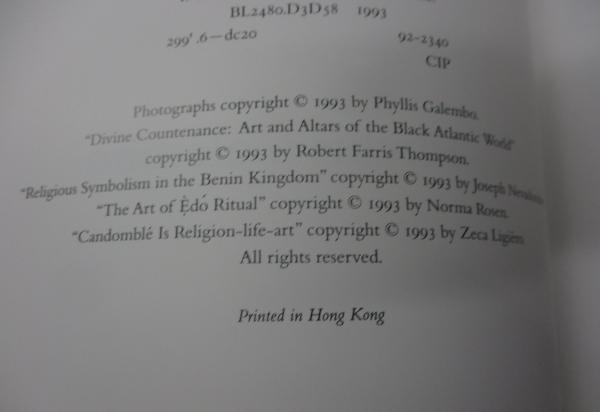 BL2480.D3D58 1993
299'.6—dc20 92-2340
CIP
Photographs copyright © 1993 by Phyllis Galembo.
"Divine Countenance: Art and Altars of the Black Atlantic World"
copyright © 1993 by Robert Farris Thompson.
"Religious Symbolism in the Benin Kingdom" copyright © 1993 by Joseph
"The Art of Ẹ̀dó Ritual" copyright © 1993 by Norma Rosen.
"Candomblé Is Religion-life-art" copyright © 1993 by Zeca Ligiéro
All rights reserved.
Printed in Hong Kong